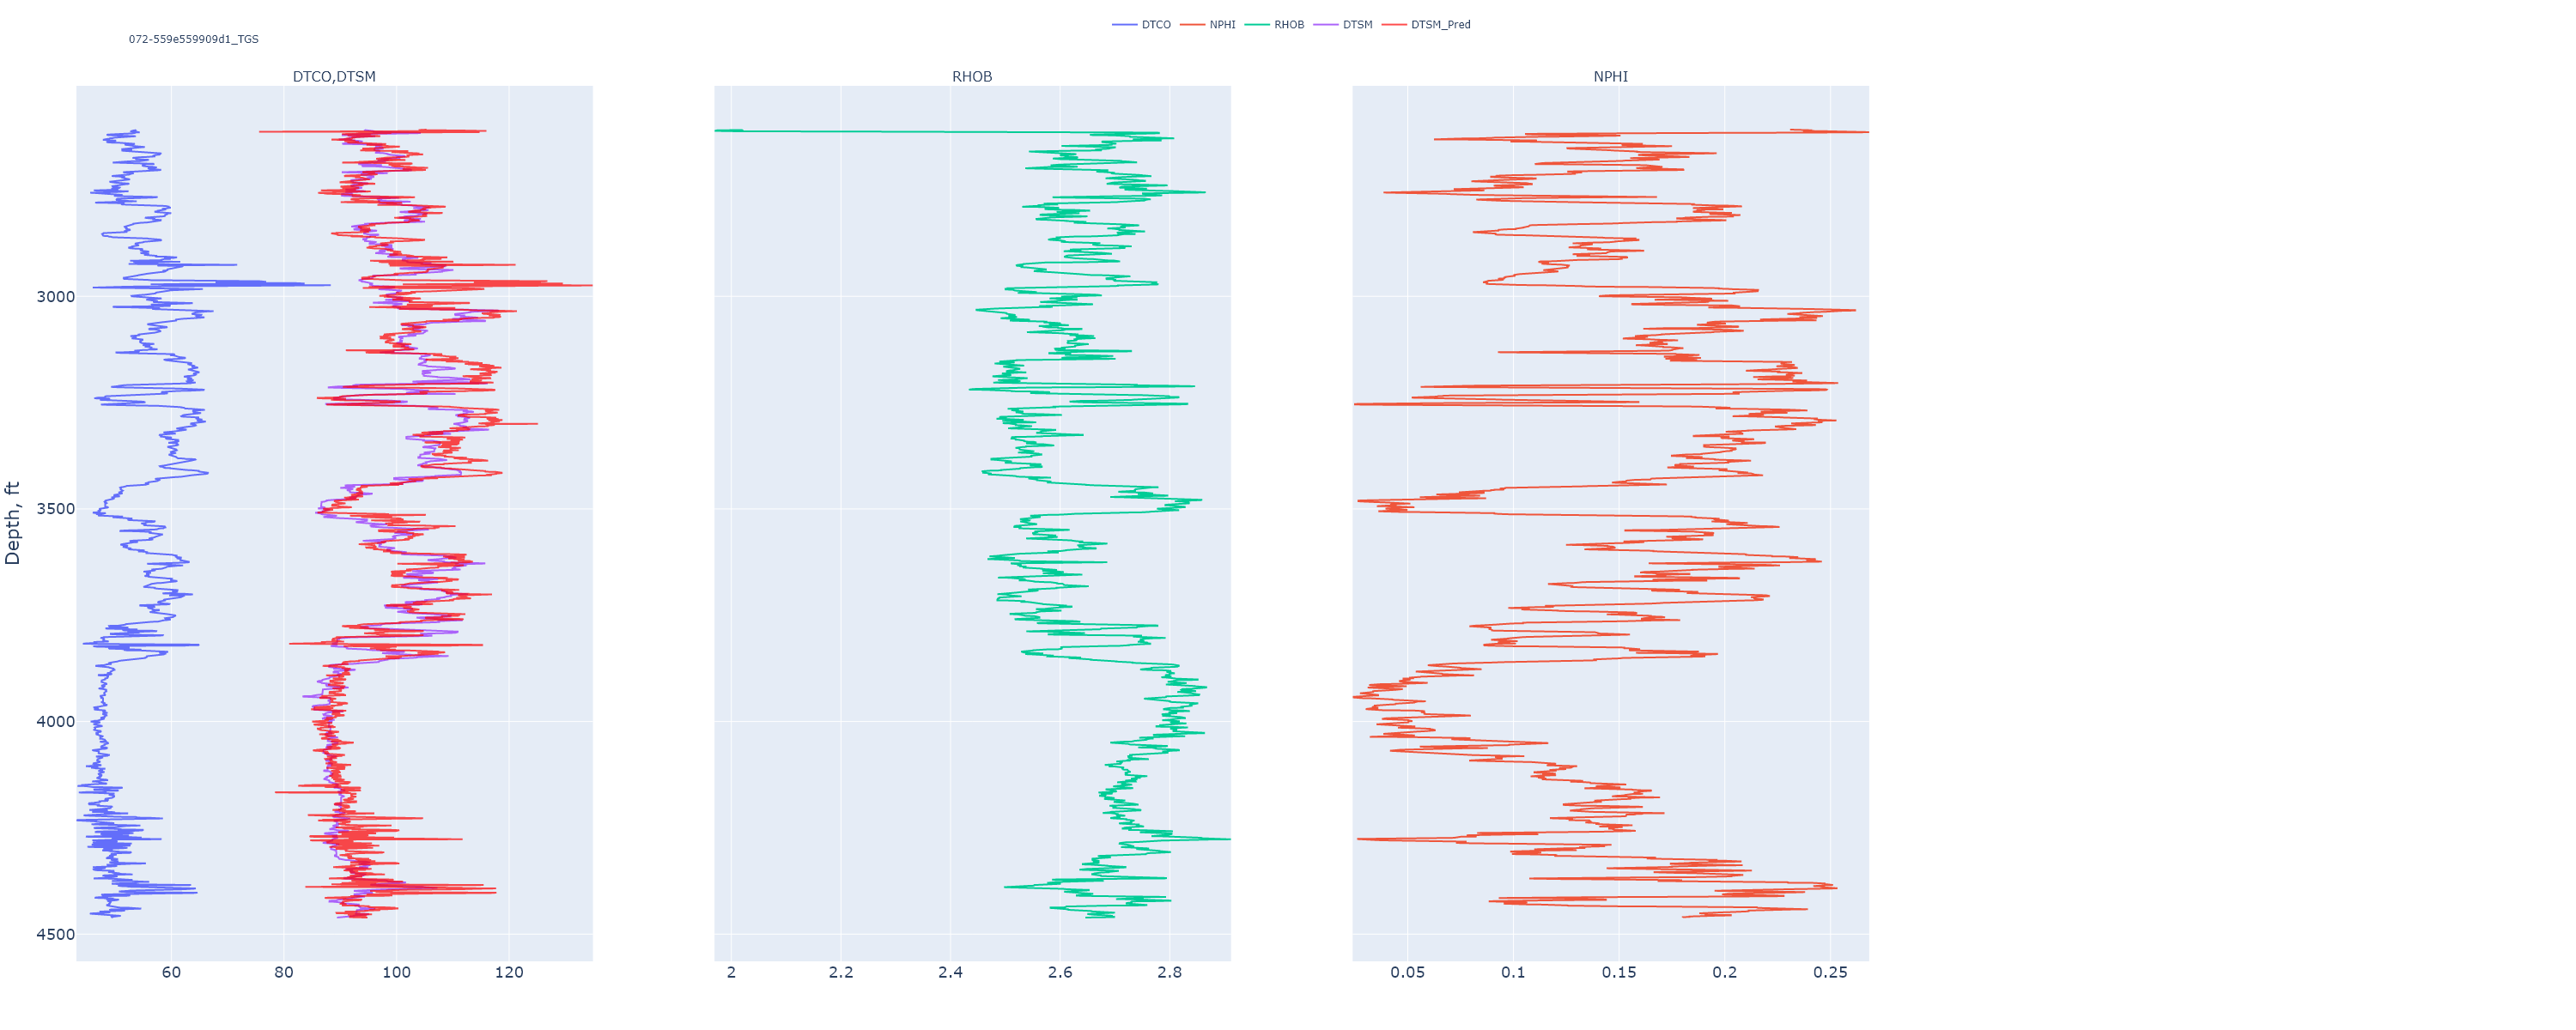 DTCO NPHI RHOB DTSM DTSM_Pred
072-559e559909d1_TGS
DTCO,DTSM RHOB NPHI
Depth, ft
3000
3500
4000
4500
60 80 100 120 2 2.2 2.4 2.6 2.8 0.05 0.1 0.15 0.2 0.25